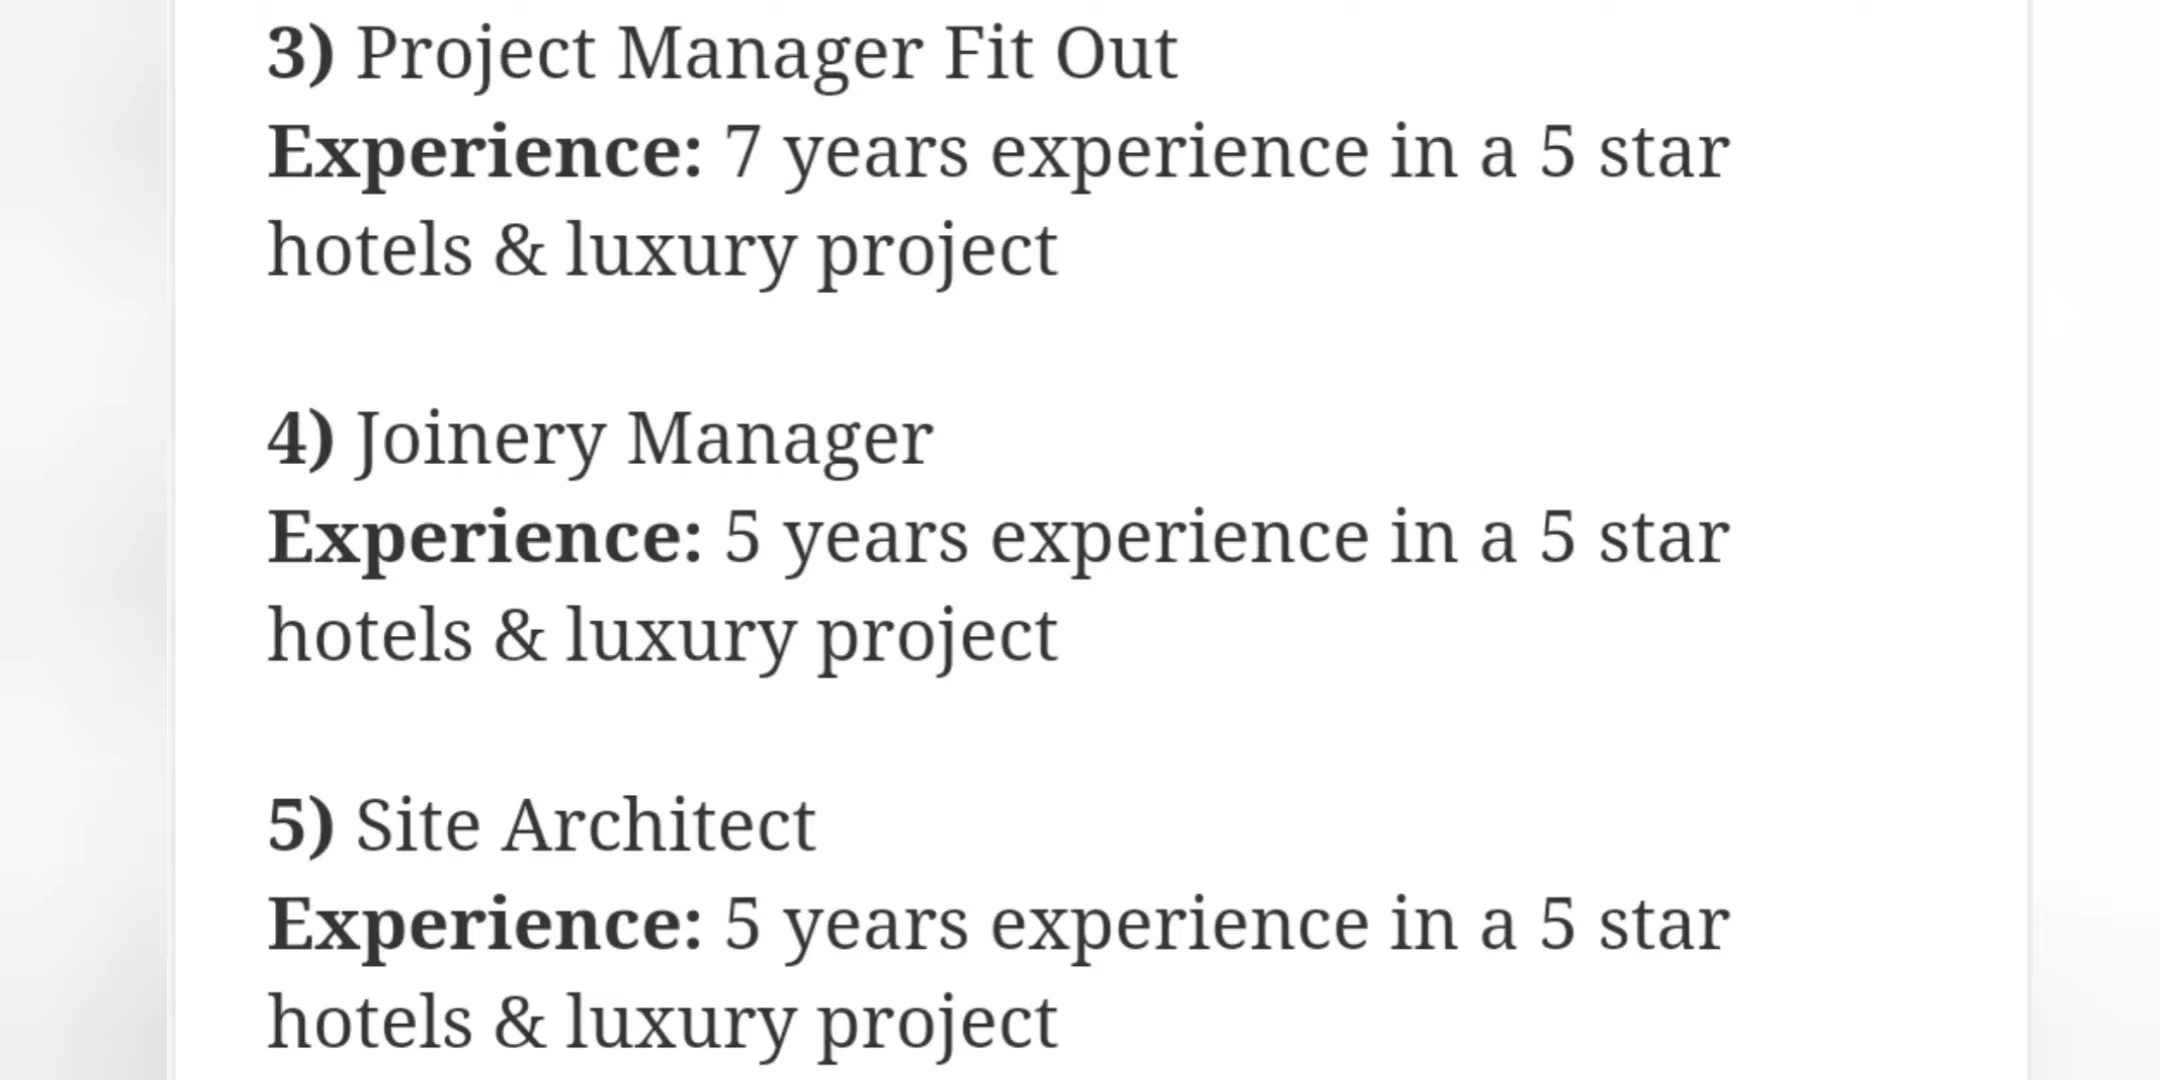 3) Project Manager Fit Out
Experience: 7 years experience in a 5 star
hotels & luxury project
4) Joinery Manager
Experience: 5 years experience in a 5 star
hotels & luxury project
5) Site Architect
Experience: 5 years experience in a 5 star
hotels & luxury project